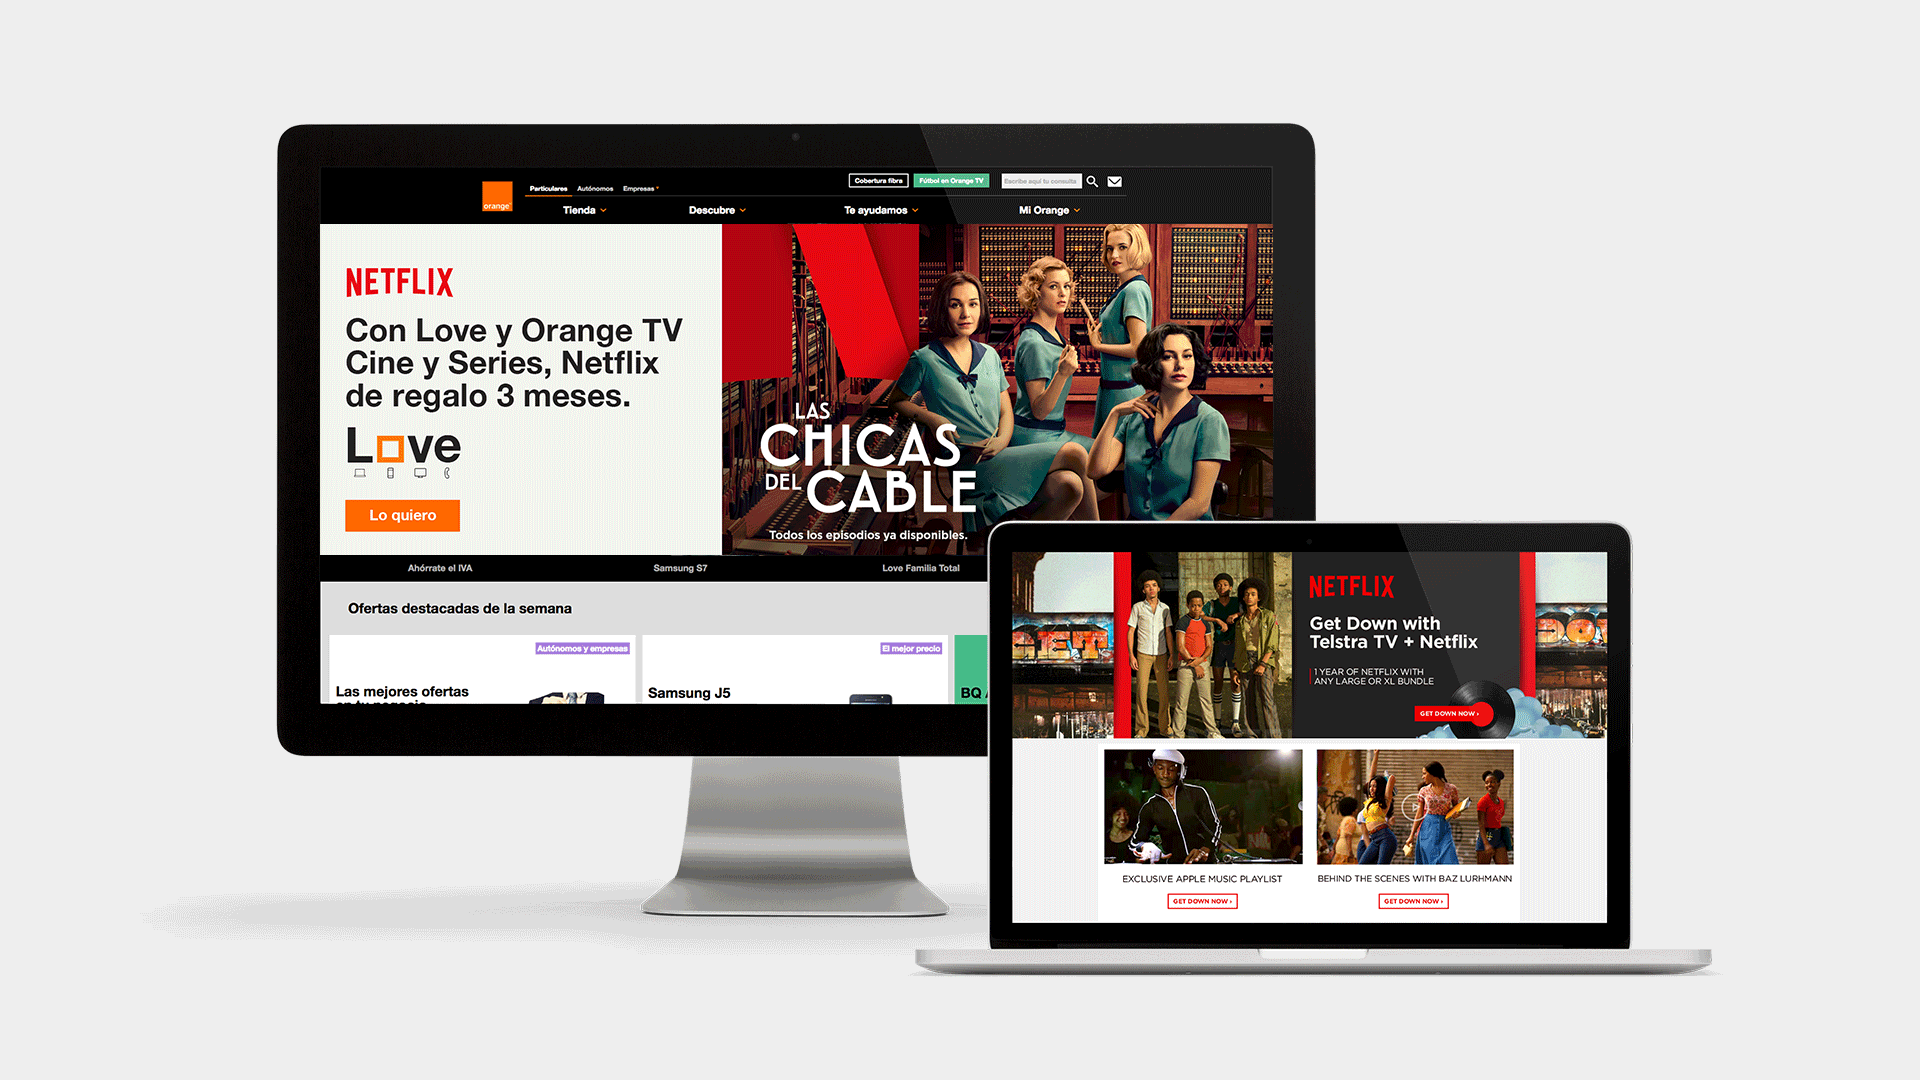 orange
Particulares
Autónomos
Empresas
Cobertura fibra
Fútbol en Orange TV
Escribe aquí tu consulta
Tienda
Descubre
Te ayudamos
Mi Orange
NETFLIX
Con Love y Orange TV
Cine y Series, Netflix
de regalo 3 meses.
Love
Lo quiero
LAS
CHICAS
DEL CABLE
Todos los episodios ya disponibles.
Ahórrate el IVA
Samsung S7
Love Familia Total
Ofertas destacadas de la semana
Autónomos y empresas
Las mejores ofertas
en tu negocio
El mejor precio
Samsung J5
BQ
NETFLIX
Get Down with
Telstra TV + Netflix
1 YEAR OF NETFLIX WITH
ANY LARGE OR XL BUNDLE
GET DOWN NOW ›
EXCLUSIVE APPLE MUSIC PLAYLIST
GET DOWN NOW ›
BEHIND THE SCENES WITH BAZ LURHMANN
GET DOWN NOW ›